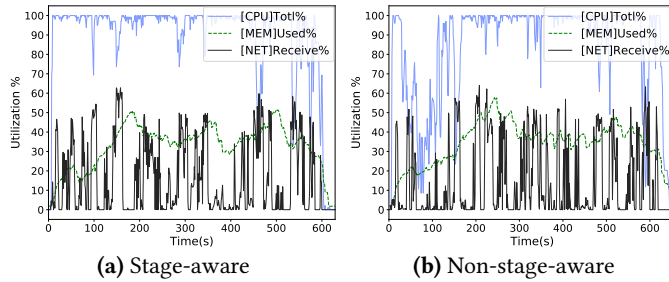 [CPU]Totl%
[MEM]Used%
[NET]Receive%
100
90
80
70
60
50
40
30
20
10
0
Utilization %
0 100 200 300 400 500 600
Time(s)
(a) Stage-aware
[CPU]Totl%
[MEM]Used%
[NET]Receive%
100
90
80
70
60
50
40
30
20
10
0
Utilization %
0 100 200 300 400 500 600
Time(s)
(b) Non-stage-aware